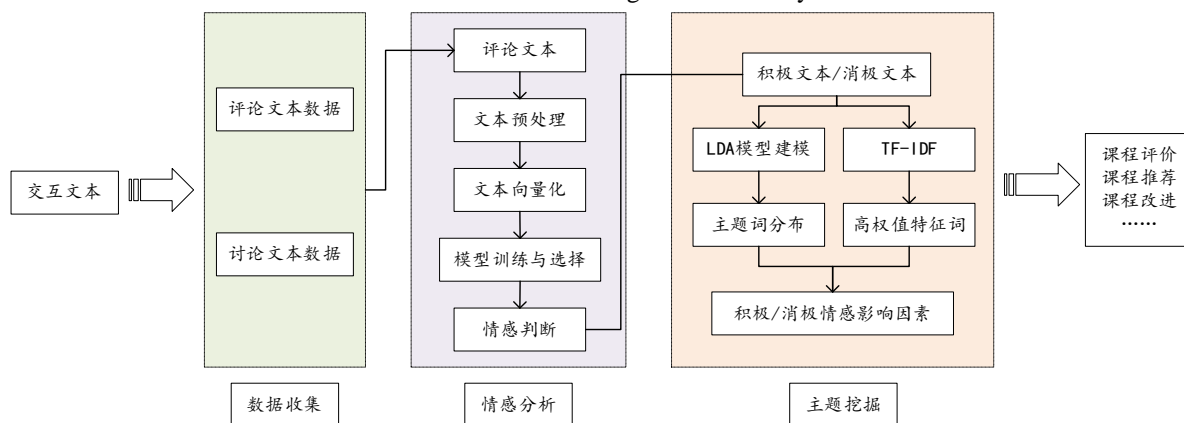 交互文本
评论文本数据
讨论文本数据
数据收集
评论文本
文本预处理
文本向量化
模型训练与选择
情感判断
情感分析
积极文本/消极文本
LDA模型建模
TF-IDF
主题词分布
高权值特征词
积极/消极情感影响因素
主题挖掘
课程评价
课程推荐
课程改进
……